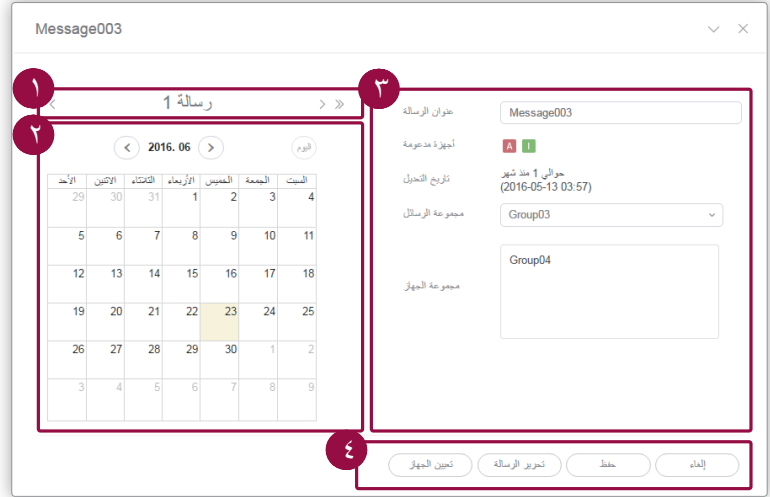 Message003
١
رسالة 1
٢
2016. 06
اليوم
الأحد الاثنين الثلاثاء الأربعاء الخميس الجمعة السبت
29 30 31 1 2 3 4
5 6 7 8 9 10 11
12 13 14 15 16 17 18
19 20 21 22 23 24 25
26 27 28 29 30 1 2
3 4 5 6 7 8 9
٣
عنوان الرسالة Message003
أجهزة مدعومة A I
تاريخ التعديل حوالي 1 منذ شهر
(2016-05-13 03:57)
مجموعة الرسائل Group03
مجموعة الجهاز Group04
٤
تعيين الجهاز تحرير الرسالة حفظ إلغاء